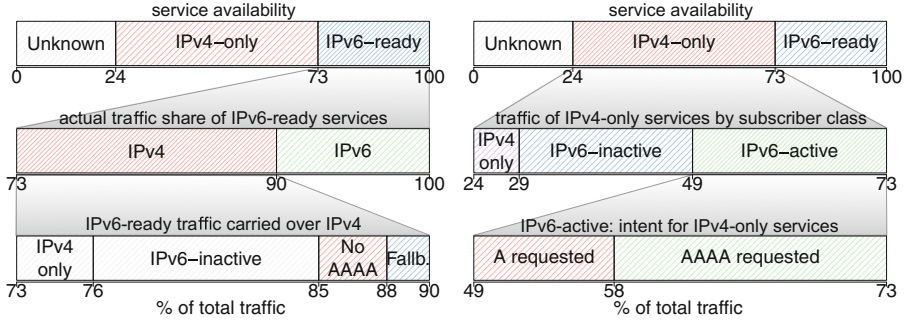 service availability
Unknown IPv4-only IPv6-ready
0 24 73 100
actual traffic share of IPv6-ready services
IPv4 IPv6
73 90 100
IPv6-ready traffic carried over IPv4
IPv4 only IPv6-inactive No AAAA Fallb.
73 76 85 88 90
% of total traffic
service availability
Unknown IPv4-only IPv6-ready
0 24 73 100
traffic of IPv4-only services by subscriber class
IPv4 only IPv6-inactive IPv6-active
24 29 49 73
IPv6-active: intent for IPv4-only services
A requested AAAA requested
49 58 73
% of total traffic